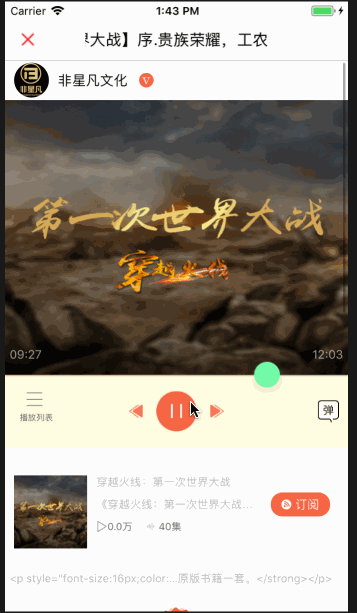 Carrier
1:43 PM
大战】序.贵族荣耀，工农
非星凡
非星凡文化
V
第一次世界大战
穿越火线
09:27
12:03
播放列表
弹
穿越火线：第一次世界大战
《穿越火线：第一次世界大战...
0.0万
40集
订阅
<p style="font-size:16px;color:...原版书籍一套。</strong></p>